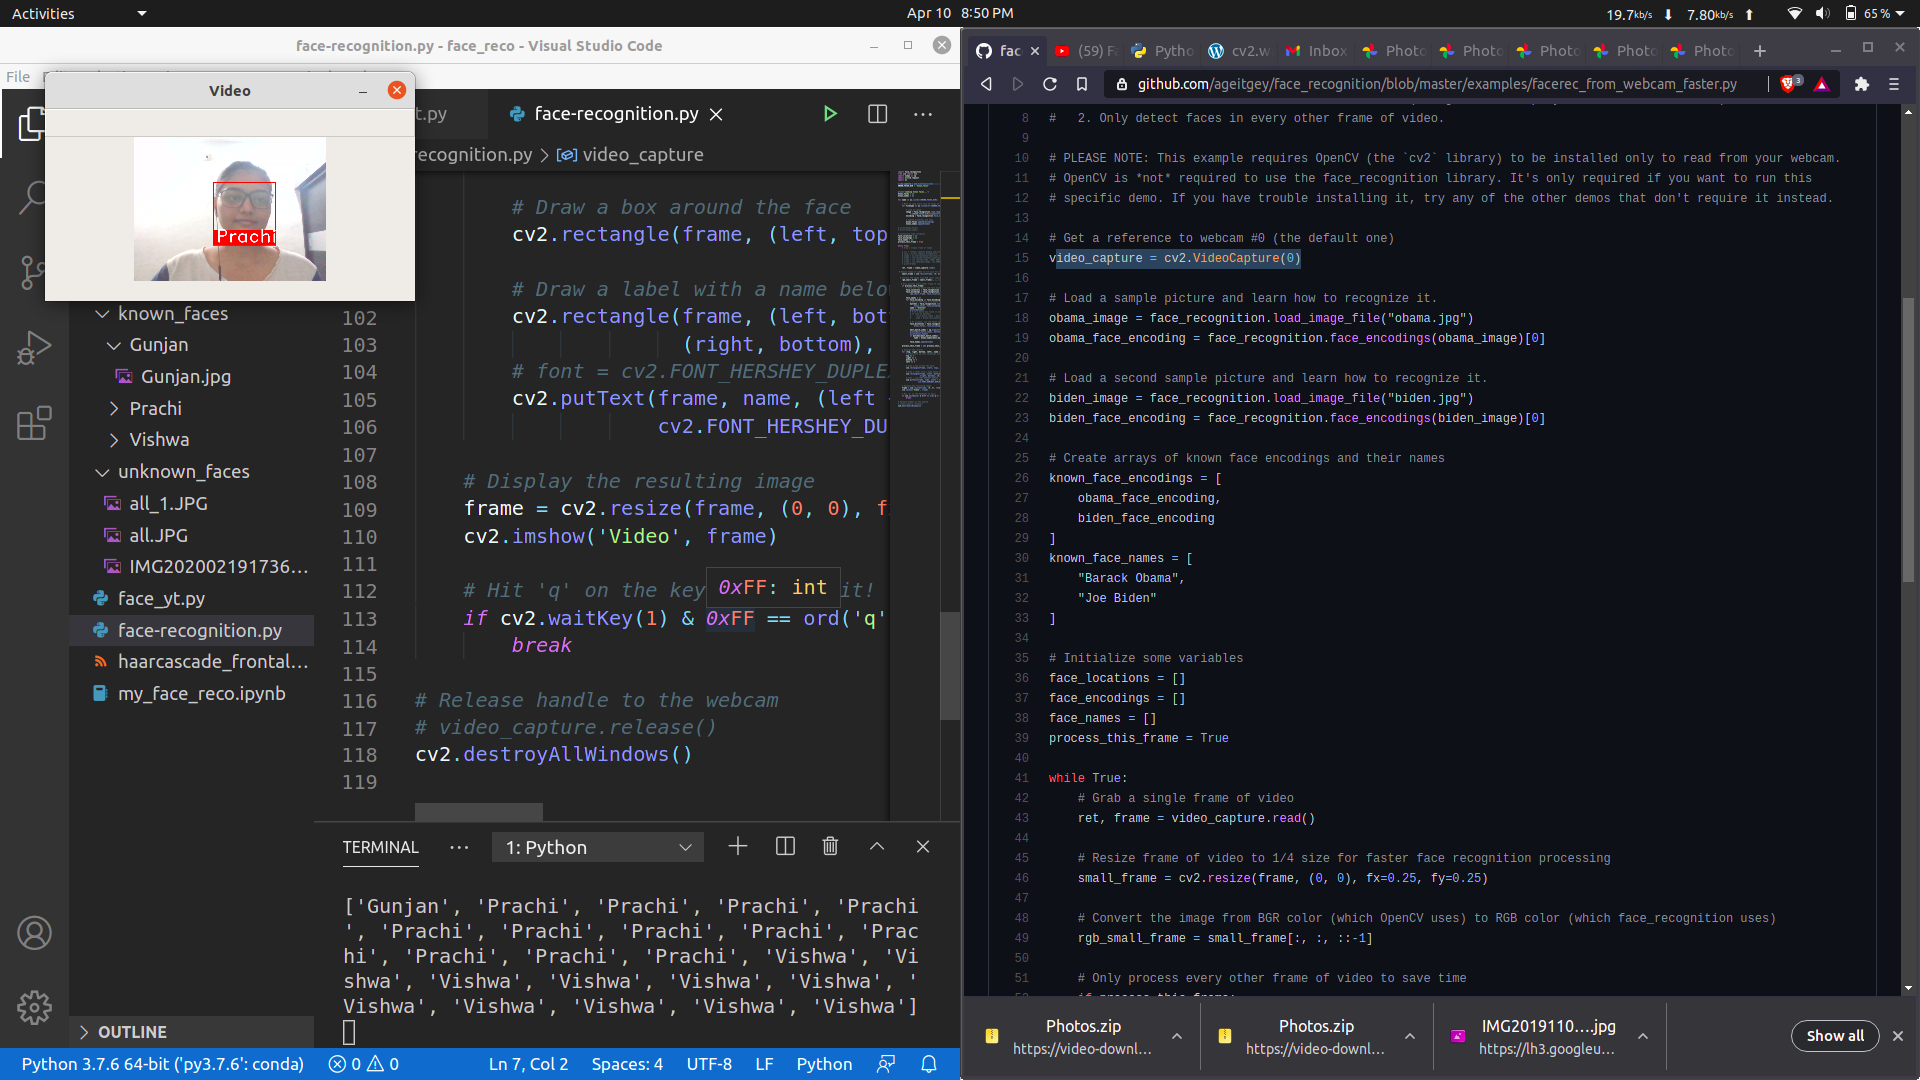 Activities
Apr 10 8:50 PM
19.7kb/s 7.80kb/s 65 %
face-recognition.py - face_reco - Visual Studio Code
File
Video
Prachi
t.py
face-recognition.py
recognition.py > video_capture
known_faces
Gunjan
Gunjan.jpg
Prachi
Vishwa
unknown_faces
all_1.JPG
all.JPG
IMG202002191736...
face_yt.py
face-recognition.py
haarcascade_frontal...
my_face_reco.ipynb
OUTLINE
# Draw a box around the face
cv2.rectangle(frame, (left, top
# Draw a label with a name belo
102 cv2.rectangle(frame, (left, bot
103 (right, bottom),
104 # font = cv2.FONT_HERSHEY_DUPLE
105 cv2.putText(frame, name, (left
106 cv2.FONT_HERSHEY_DU
107
108 # Display the resulting image
109 frame = cv2.resize(frame, (0, 0), f
110 cv2.imshow('Video', frame)
111
112 # Hit 'q' on the key it!
0xFF: int
113 if cv2.waitKey(1) & 0xFF == ord('q'
114 break
115
116 # Release handle to the webcam
117 # video_capture.release()
118 cv2.destroyAllWindows()
119
TERMINAL
1: Python
['Gunjan', 'Prachi', 'Prachi', 'Prachi', 'Prachi
', 'Prachi', 'Prachi', 'Prachi', 'Prachi', 'Prac
hi', 'Prachi', 'Prachi', 'Prachi', 'Vishwa', 'Vi
shwa', 'Vishwa', 'Vishwa', 'Vishwa', 'Vishwa', '
Vishwa', 'Vishwa', 'Vishwa', 'Vishwa', 'Vishwa']
Python 3.7.6 64-bit ('py3.7.6': conda) 0 0 Ln 7, Col 2 Spaces: 4 UTF-8 LF Python
face (59) Fa Pytho cv2.w Inbox Photo Photo Photo Photo Photo
github.com/ageitgey/face_recognition/blob/master/examples/facerec_from_webcam_faster.py 3
8 # 2. Only detect faces in every other frame of video.
9
10 # PLEASE NOTE: This example requires OpenCV (the `cv2` library) to be installed only to read from your webcam.
11 # OpenCV is *not* required to use the face_recognition library. It's only required if you want to run this
12 # specific demo. If you have trouble installing it, try any of the other demos that don't require it instead.
13
14 # Get a reference to webcam #0 (the default one)
15 video_capture = cv2.VideoCapture(0)
16
17 # Load a sample picture and learn how to recognize it.
18 obama_image = face_recognition.load_image_file("obama.jpg")
19 obama_face_encoding = face_recognition.face_encodings(obama_image)[0]
20
21 # Load a second sample picture and learn how to recognize it.
22 biden_image = face_recognition.load_image_file("biden.jpg")
23 biden_face_encoding = face_recognition.face_encodings(biden_image)[0]
24
25 # Create arrays of known face encodings and their names
26 known_face_encodings = [
27 obama_face_encoding,
28 biden_face_encoding
29 ]
30 known_face_names = [
31 "Barack Obama",
32 "Joe Biden"
33 ]
34
35 # Initialize some variables
36 face_locations = []
37 face_encodings = []
38 face_names = []
39 process_this_frame = True
40
41 while True:
42 # Grab a single frame of video
43 ret, frame = video_capture.read()
44
45 # Resize frame of video to 1/4 size for faster face recognition processing
46 small_frame = cv2.resize(frame, (0, 0), fx=0.25, fy=0.25)
47
48 # Convert the image from BGR color (which OpenCV uses) to RGB color (which face_recognition uses)
49 rgb_small_frame = small_frame[:, :, ::-1]
50
51 # Only process every other frame of video to save time
Photos.zip
https://video-downl...
Photos.zip
https://video-downl...
IMG2019110....jpg
https://lh3.googleu...
Show all